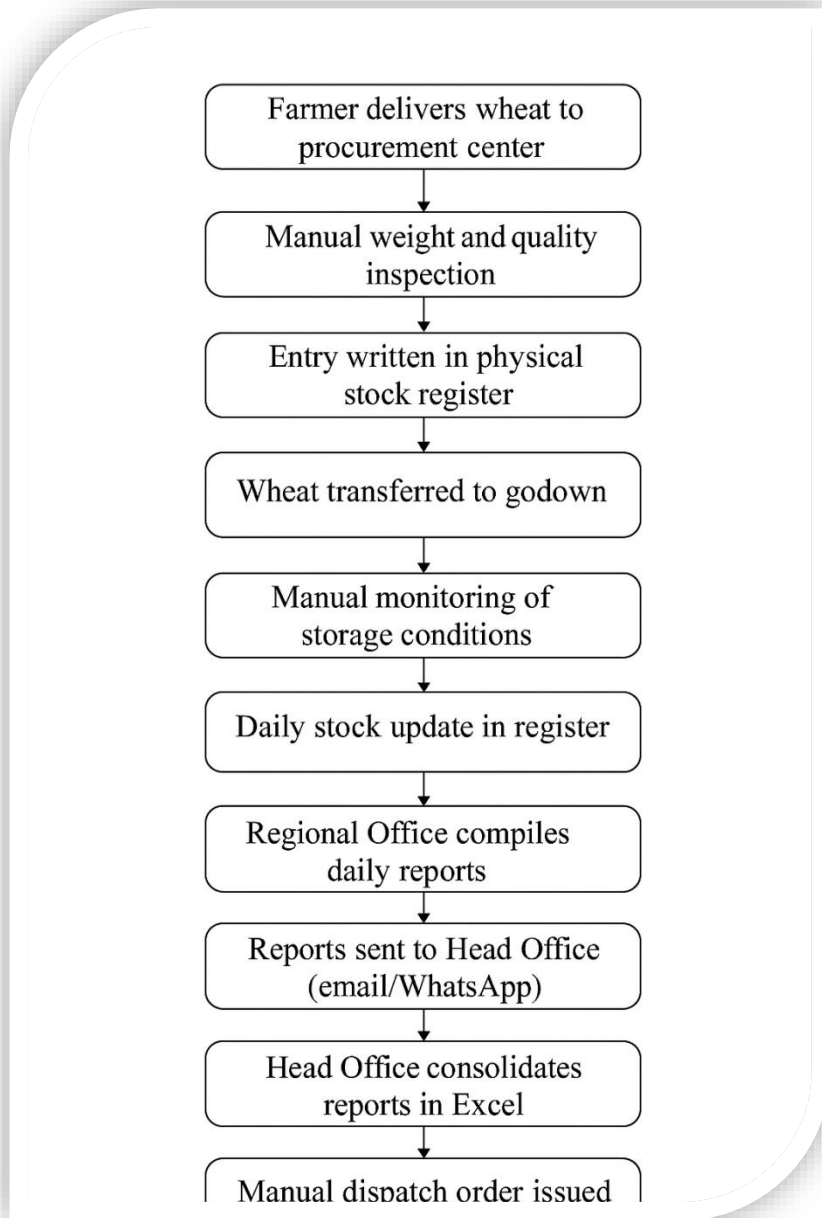 Farmer delivers wheat to
procurement center
Manual weight and quality
inspection
Entry written in physical
stock register
Wheat transferred to godown
Manual monitoring of
storage conditions
Daily stock update in register
Regional Office compiles
daily reports
Reports sent to Head Office
(email/WhatsApp)
Head Office consolidates
reports in Excel
Manual dispatch order issued